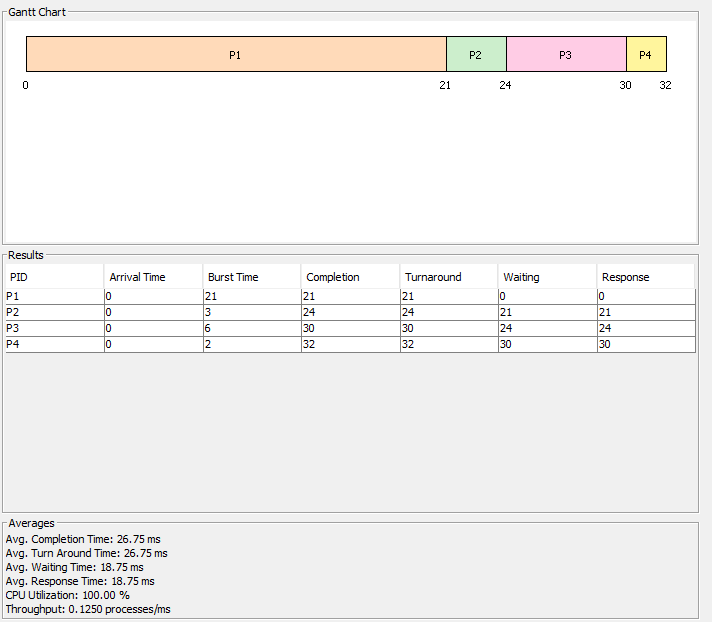 Gantt Chart
P1 P2 P3 P4
0 21 24 30 32
Results
PID Arrival Time Burst Time Completion Turnaround Waiting Response
P1 0 21 21 21 0 0
P2 0 3 24 24 21 21
P3 0 6 30 30 24 24
P4 0 2 32 32 30 30
Averages
Avg. Completion Time: 26.75 ms
Avg. Turn Around Time: 26.75 ms
Avg. Waiting Time: 18.75 ms
Avg. Response Time: 18.75 ms
CPU Utilization: 100.00 %
Throughput: 0.1250 processes/ms